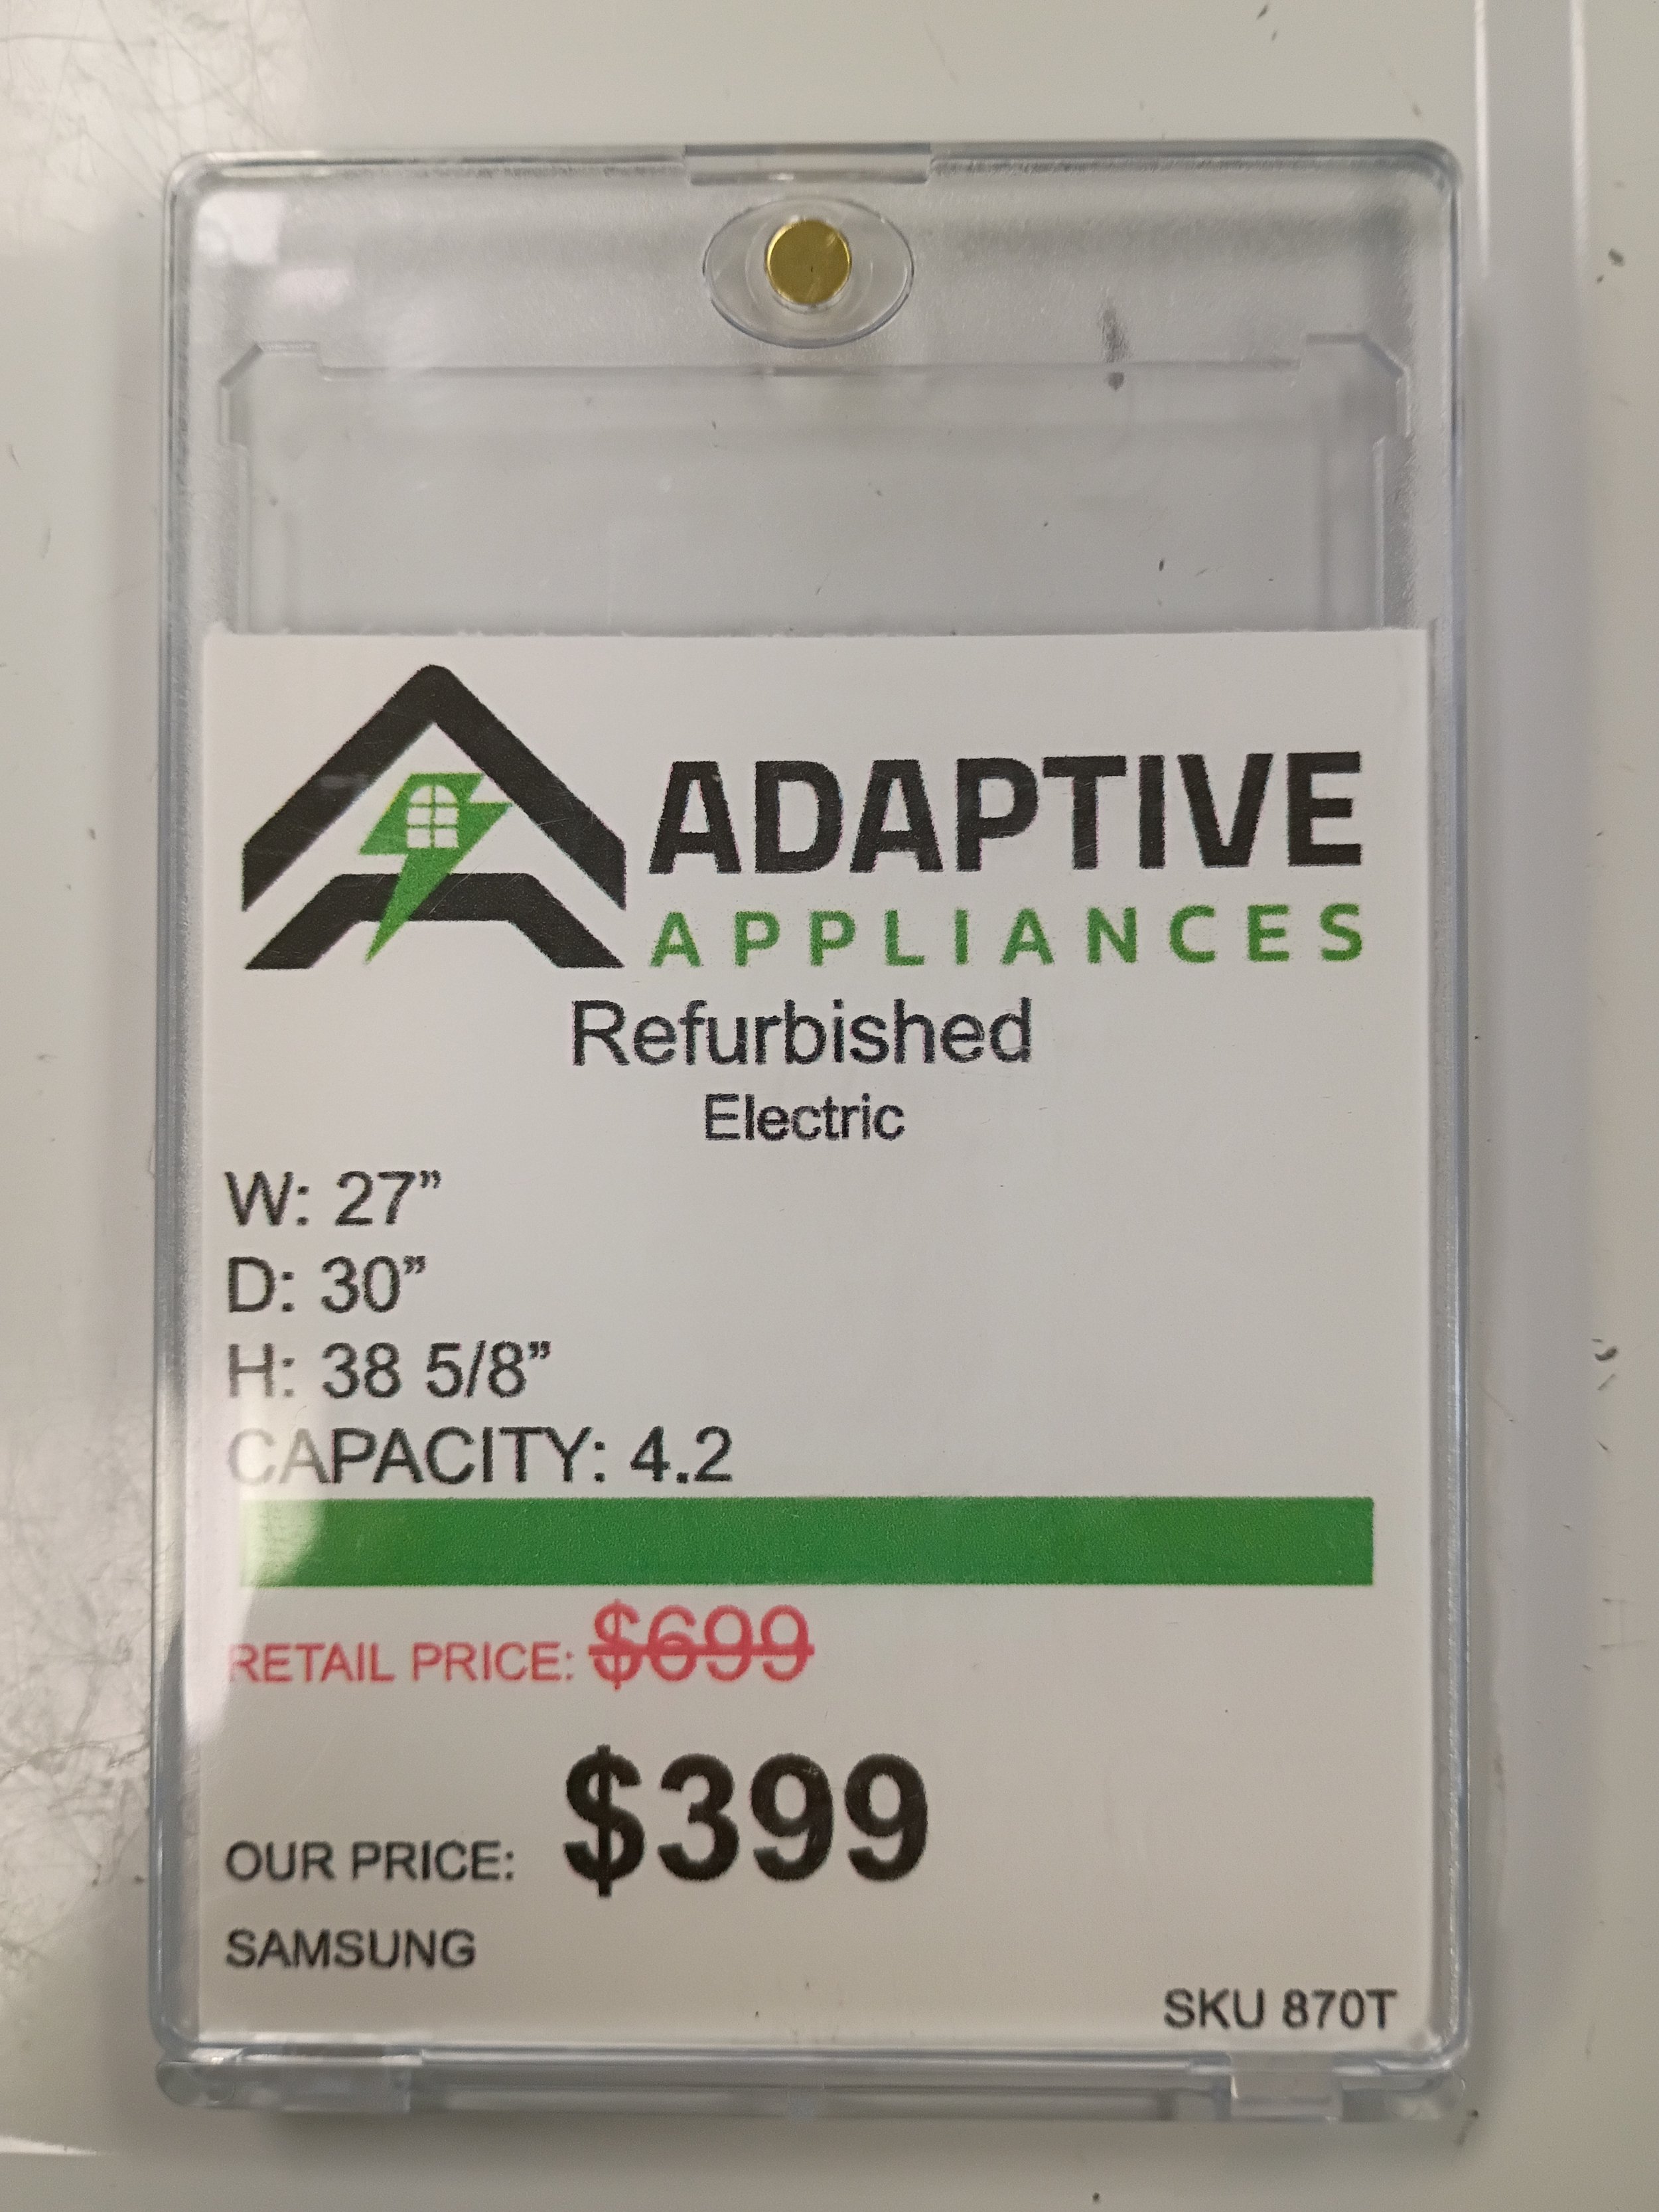 ADAPTIVE
APPLIANCES
Refurbished
Electric
W: 27”
D: 30”
H: 38 5/8”
CAPACITY: 4.2
RETAIL PRICE: $699
OUR PRICE: $399
SAMSUNG
SKU 870T